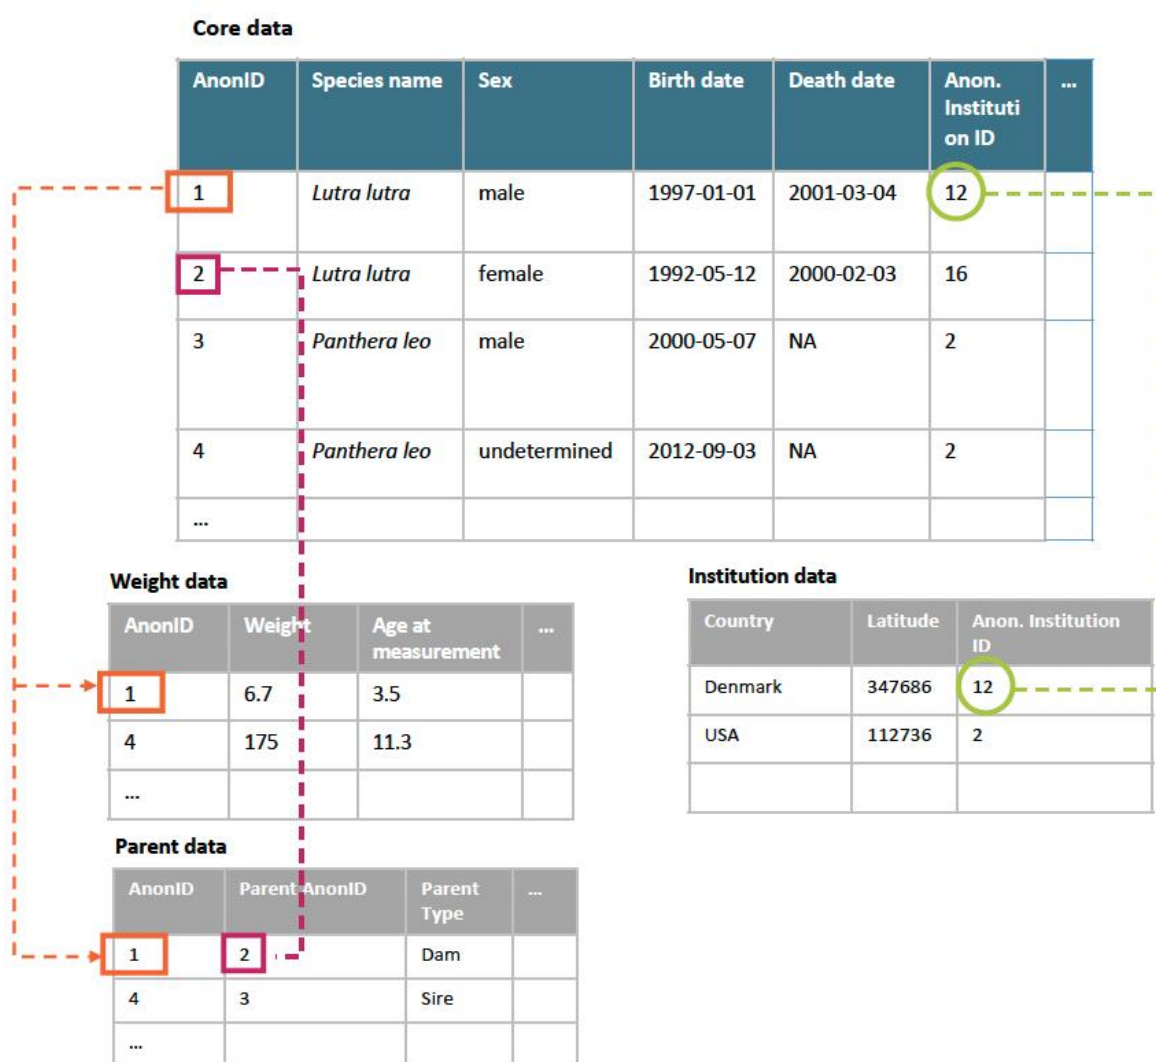 Core data
AnonID Species name Sex Birth date Death date Anon. ...
Instituti
on ID
1 Lutra lutra male 1997-01-01 2001-03-04 12
2 Lutra lutra female 1992-05-12 2000-02-03 16
3 Panthera leo male 2000-05-07 NA 2
4 Panthera leo undetermined 2012-09-03 NA 2
...
Weight data
AnonID Weight Age at ...
measurement
1 6.7 3.5
4 175 11.3
...
Institution data
Country Latitude Anon. Institution
ID
Denmark 347686 12
USA 112736 2
Parent data
AnonID Parent AnonID Parent ...
Type
1 2 Dam
4 3 Sire
...